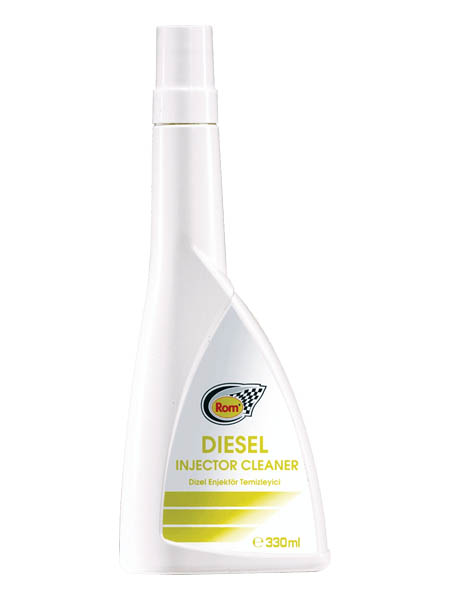 Rom
DIESEL
INJECTOR CLEANER
Dizel Enjektör Temizleyici
℮330ml